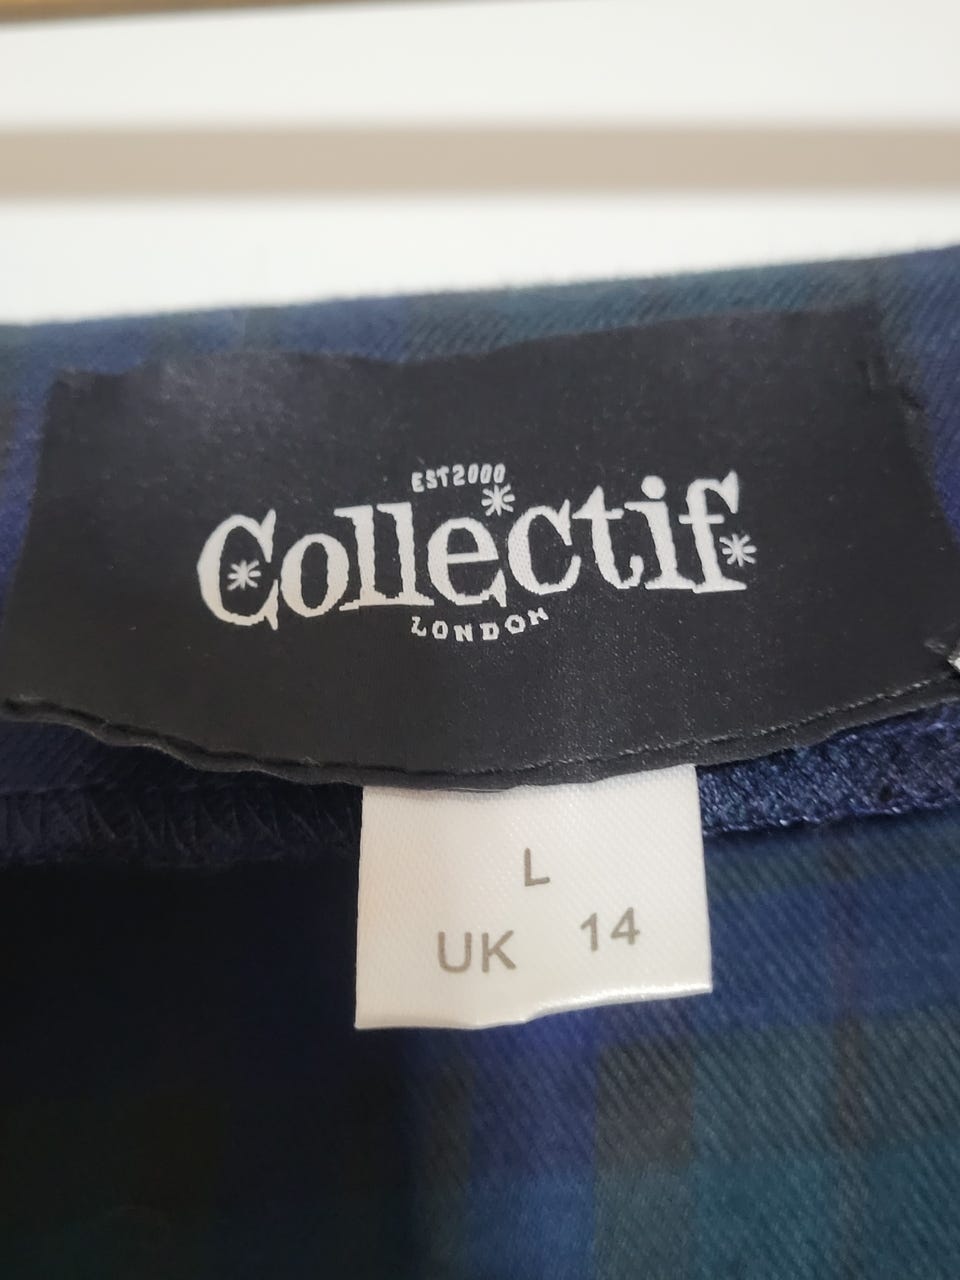 EST2000
Collectif
LONDON
L
UK 14